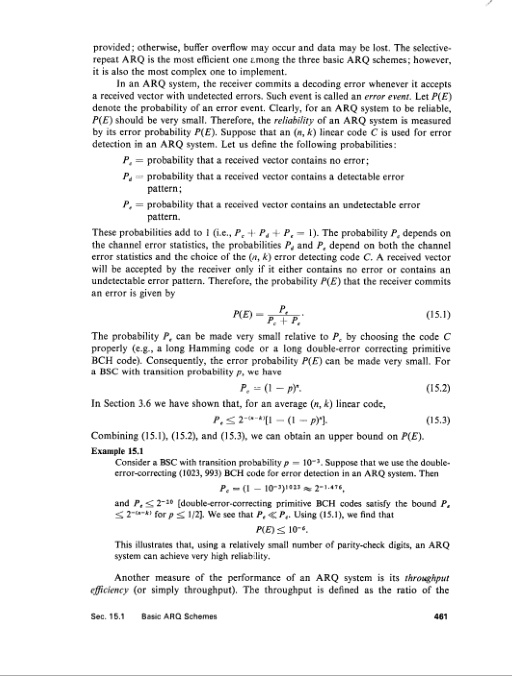 provided; otherwise, buffer overflow may occur and data may be lost. The selective-
repeat ARQ is the most efficient one among the three basic ARQ schemes; however,
it is also the most complex one to implement.
In an ARQ system, the receiver commits a decoding error whenever it accepts
a received vector with undetected errors. Such event is called an error event. Let P(E)
denote the probability of an error event. Clearly, for an ARQ system to be reliable,
P(E) should be very small. Therefore, the reliability of an ARQ system is measured
by its error probability P(E). Suppose that an (n, k) linear code C is used for error
detection in an ARQ system. Let us define the following probabilities:
P_c = probability that a received vector contains no error;
P_d = probability that a received vector contains a detectable error
pattern;
P_e = probability that a received vector contains an undetectable error
pattern.
These probabilities add to 1 (i.e., P_c + P_d + P_e = 1). The probability P_c depends on
the channel error statistics, the probabilities P_d and P_e depend on both the channel
error statistics and the choice of the (n, k) error detecting code C. A received vector
will be accepted by the receiver only if it either contains no error or contains an
undetectable error pattern. Therefore, the probability P(E) that the receiver commits
an error is given by
P(E) = P_e / (P_c + P_e). (15.1)
The probability P_e can be made very small relative to P_c by choosing the code C
properly (e.g., a long Hamming code or a long double-error correcting primitive
BCH code). Consequently, the error probability P(E) can be made very small. For
a BSC with transition probability p, we have
P_c = (1 − p)^n. (15.2)
In Section 3.6 we have shown that, for an average (n, k) linear code,
P_e ≤ 2^−(n−k)[1 − (1 − p)^n]. (15.3)
Combining (15.1), (15.2), and (15.3), we can obtain an upper bound on P(E).
Example 15.1
Consider a BSC with transition probability p = 10^−3. Suppose that we use the double-
error-correcting (1023, 993) BCH code for error detection in an ARQ system. Then
P_c = (1 − 10^−3)^1023 ≈ 2^−1.476,
and P_e ≤ 2^−20 [double-error-correcting primitive BCH codes satisfy the bound P_e
≤ 2^−(n−k) for p ≤ 1/2]. We see that P_e ≪ P_c. Using (15.1), we find that
P(E) ≤ 10^−6.
This illustrates that, using a relatively small number of parity-check digits, an ARQ
system can achieve very high reliability.
Another measure of the performance of an ARQ system is its throughput
efficiency (or simply throughput). The throughput is defined as the ratio of the
Sec. 15.1 Basic ARQ Schemes 461